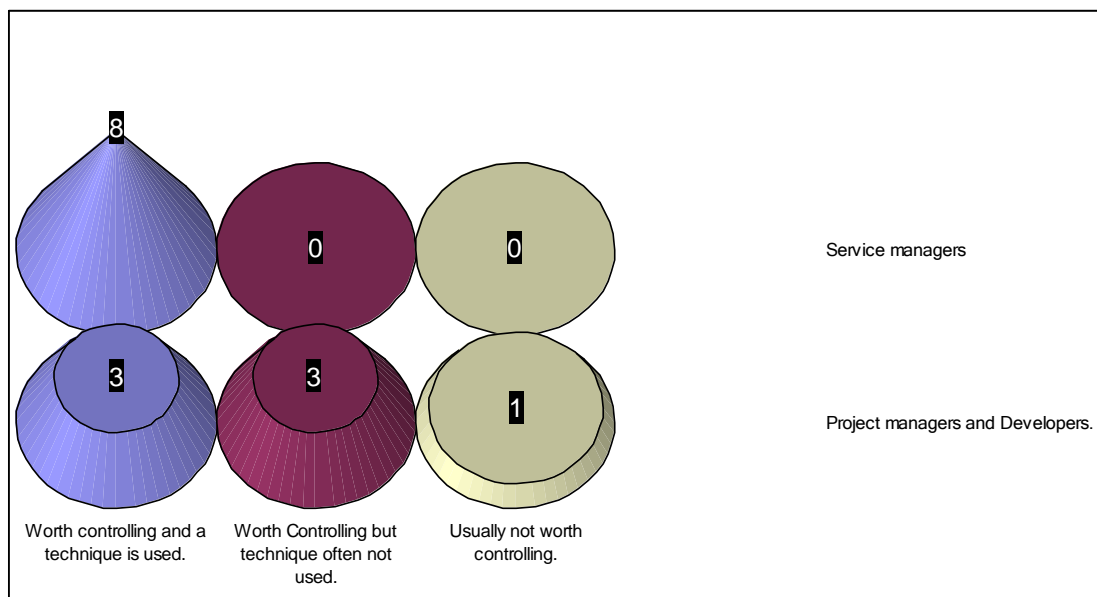 8
0
0
Service managers
3
3
1
Project managers and Developers.
Worth controlling and a
technique is used.
Worth Controlling but
technique often not
used.
Usually not worth
controlling.